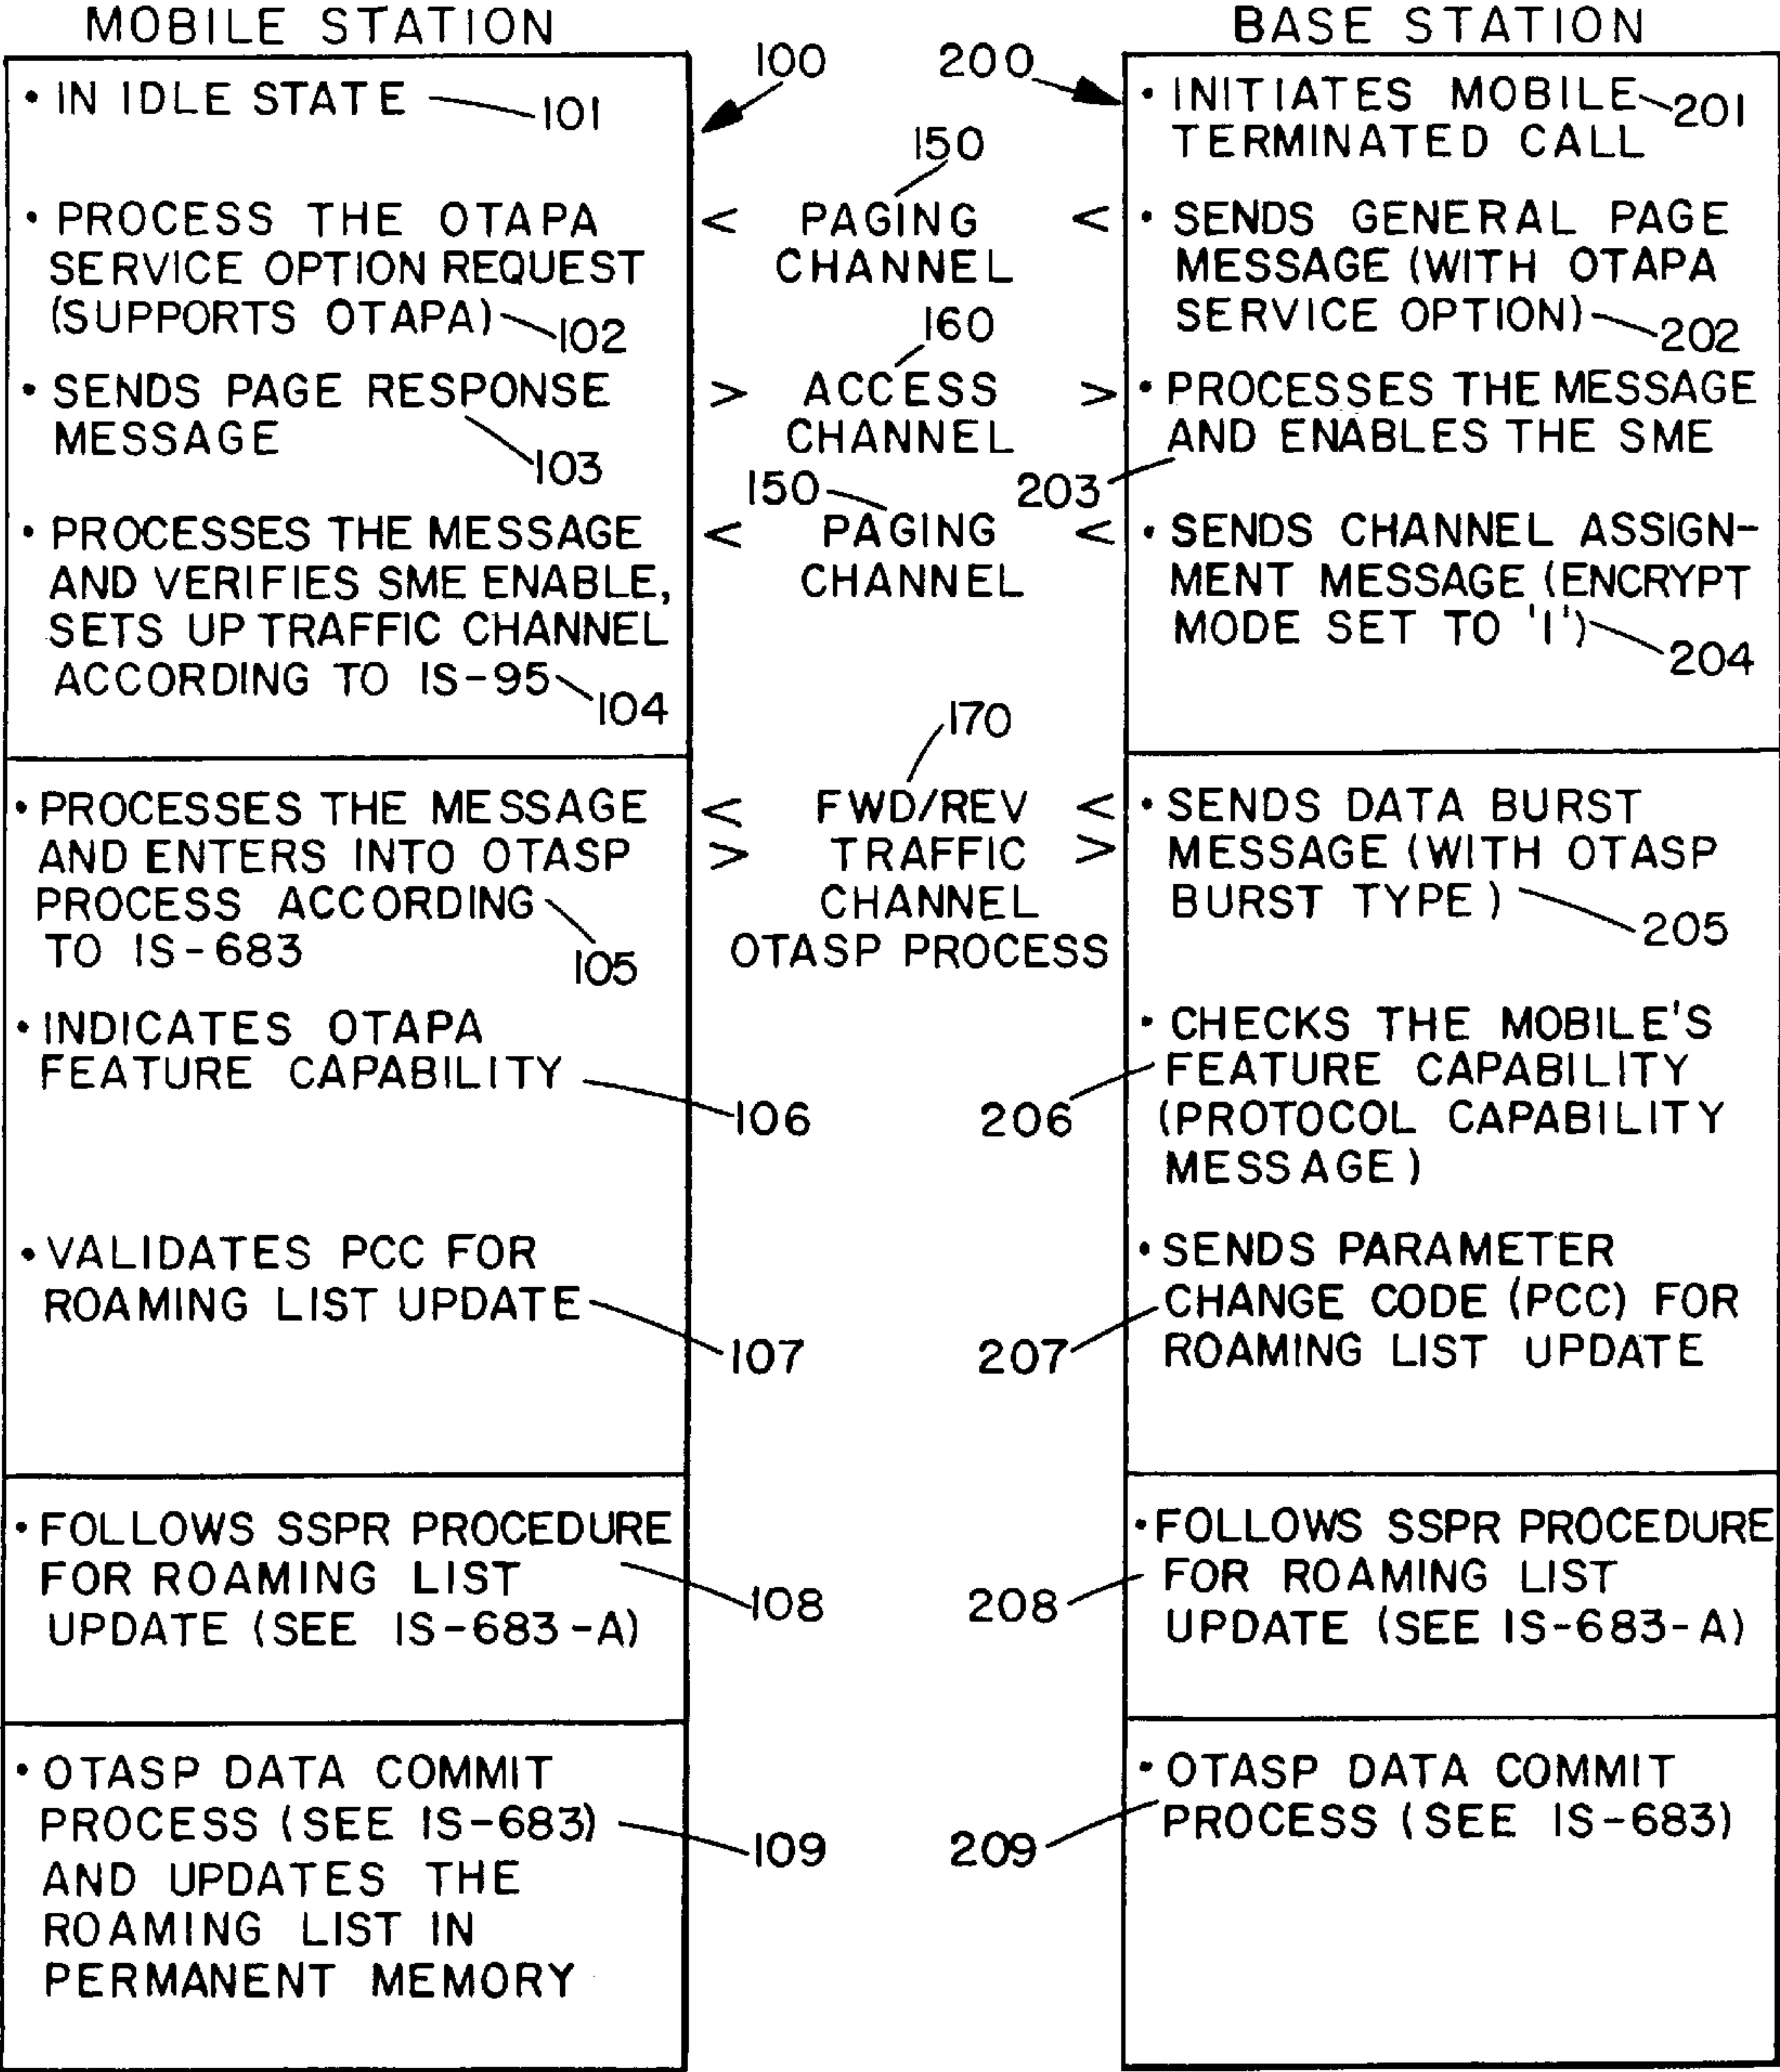 MOBILE STATION
• IN IDLE STATE 101
• PROCESS THE OTAPA
SERVICE OPTION REQUEST
(SUPPORTS OTAPA) 102
• SENDS PAGE RESPONSE
MESSAGE
103
• PROCESSES THE MESSAGE
AND VERIFIES SME ENABLE,
SETS UP TRAFFIC CHANNEL
ACCORDING TO IS-95
104
• PROCESSES THE MESSAGE
AND ENTERS INTO OTASP
PROCESS ACCORDING
TO IS-683 105
• INDICATES OTAPA
FEATURE CAPABILITY
106
• VALIDATES PCC FOR
ROAMING LIST UPDATE
107
• FOLLOWS SSPR PROCEDURE
FOR ROAMING LIST
UPDATE (SEE IS-683-A)
108
• OTASP DATA COMMIT
PROCESS (SEE IS-683)
109
AND UPDATES THE
ROAMING LIST IN
PERMANENT MEMORY
100 200
150
< PAGING <
CHANNEL
160
> ACCESS >
CHANNEL
150
< PAGING <
CHANNEL
170
< FWD/REV <
> TRAFFIC >
CHANNEL
OTASP PROCESS
BASE STATION
• INITIATES MOBILE 201
TERMINATED CALL
• SENDS GENERAL PAGE
MESSAGE (WITH OTAPA
SERVICE OPTION) 202
• PROCESSES THE MESSAGE
AND ENABLES THE SME
203
• SENDS CHANNEL ASSIGN-
MENT MESSAGE (ENCRYPT
MODE SET TO '1')
204
• SENDS DATA BURST
MESSAGE (WITH OTASP
BURST TYPE)
205
• CHECKS THE MOBILE'S
FEATURE CAPABILITY
206 (PROTOCOL CAPABILITY
MESSAGE)
• SENDS PARAMETER
CHANGE CODE (PCC) FOR
207 ROAMING LIST UPDATE
• FOLLOWS SSPR PROCEDURE
FOR ROAMING LIST
208 UPDATE (SEE IS-683-A)
• OTASP DATA COMMIT
PROCESS (SEE IS-683)
209